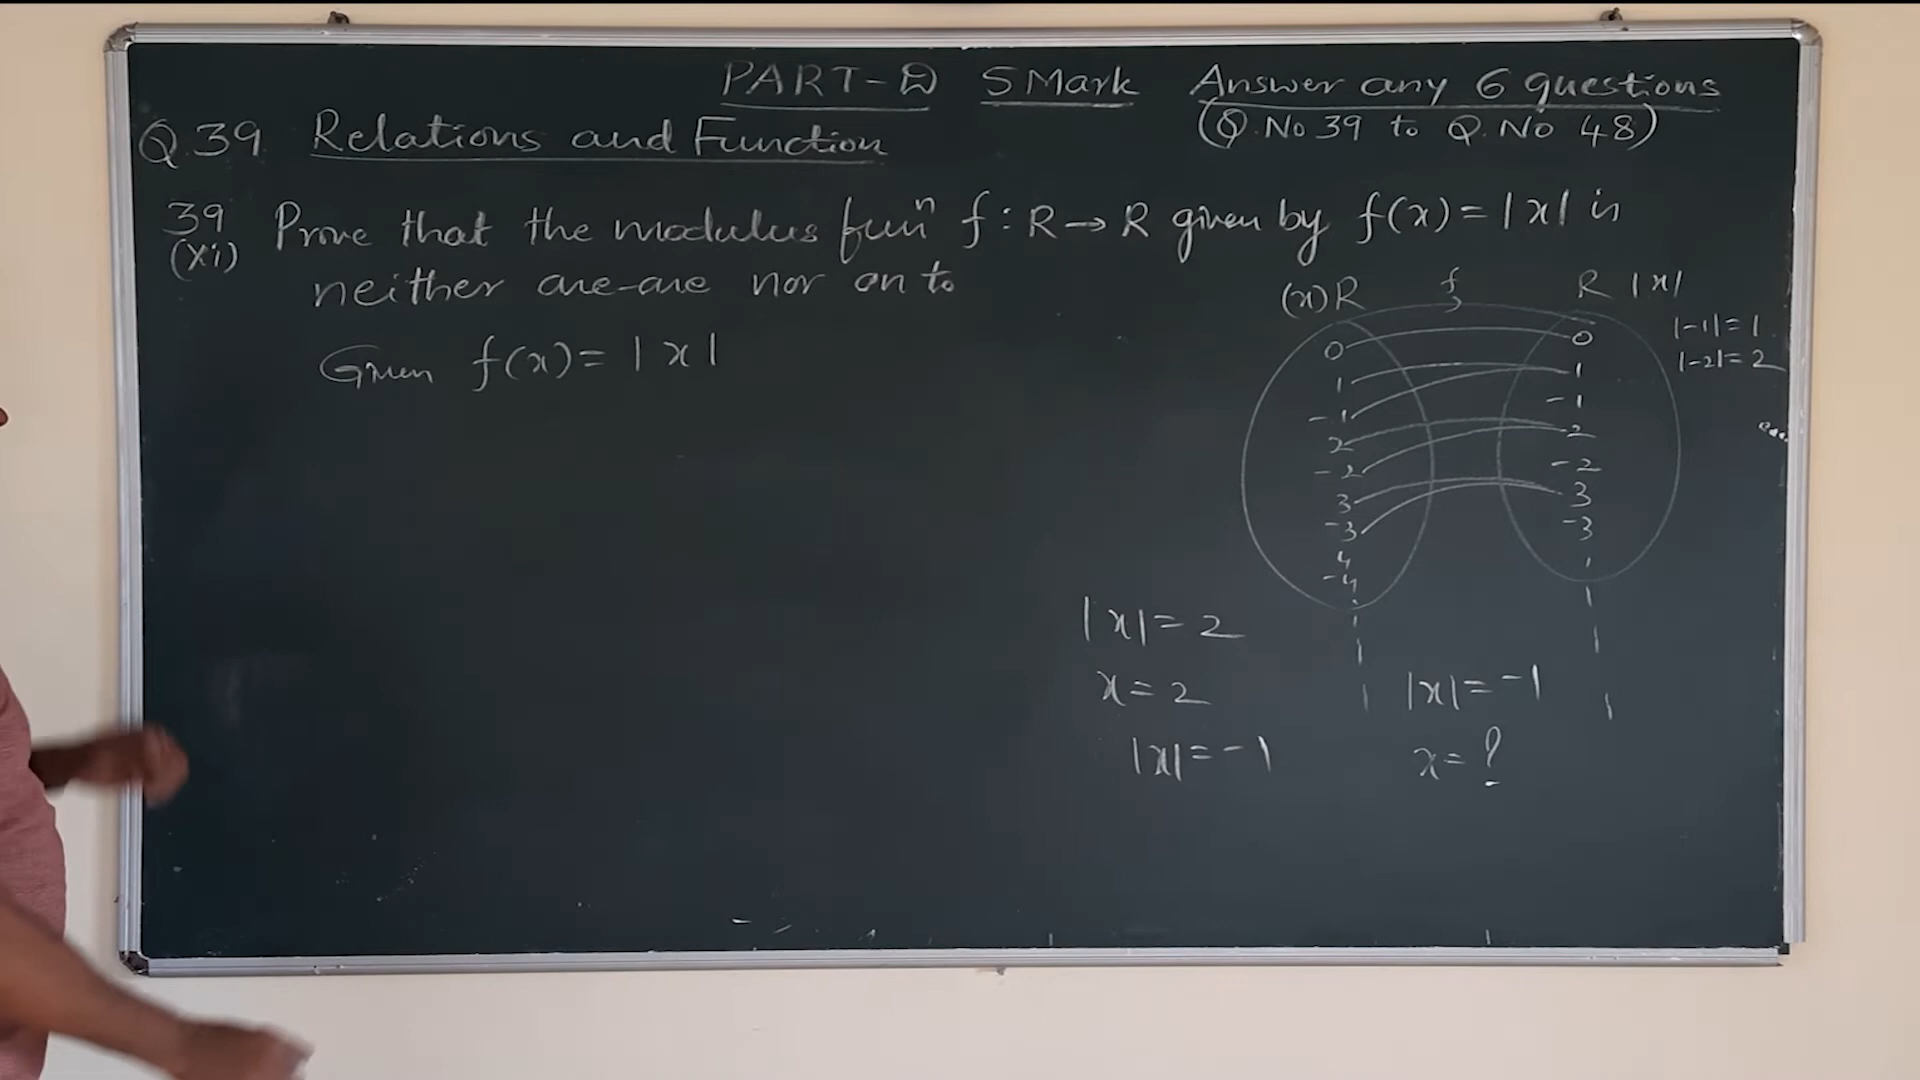 PART-D 5 Mark Answer any 6 questions
(Q.No 39 to Q.No 48)
Q.39 Relations and Function
39 (xi) Prove that the modulus funⁿ f : R → R given by f(x) = |x| is
neither one-one nor on to
Given f(x) = |x|
(x) R f R |x|
|-1| = 1
|-2| = 2
0 0
1 1
-1 -1
2 2
-2 -2
3 3
-3 -3
4
-4
|x| = 2
x = 2
|x| = -1
|x| = -1
x = ?